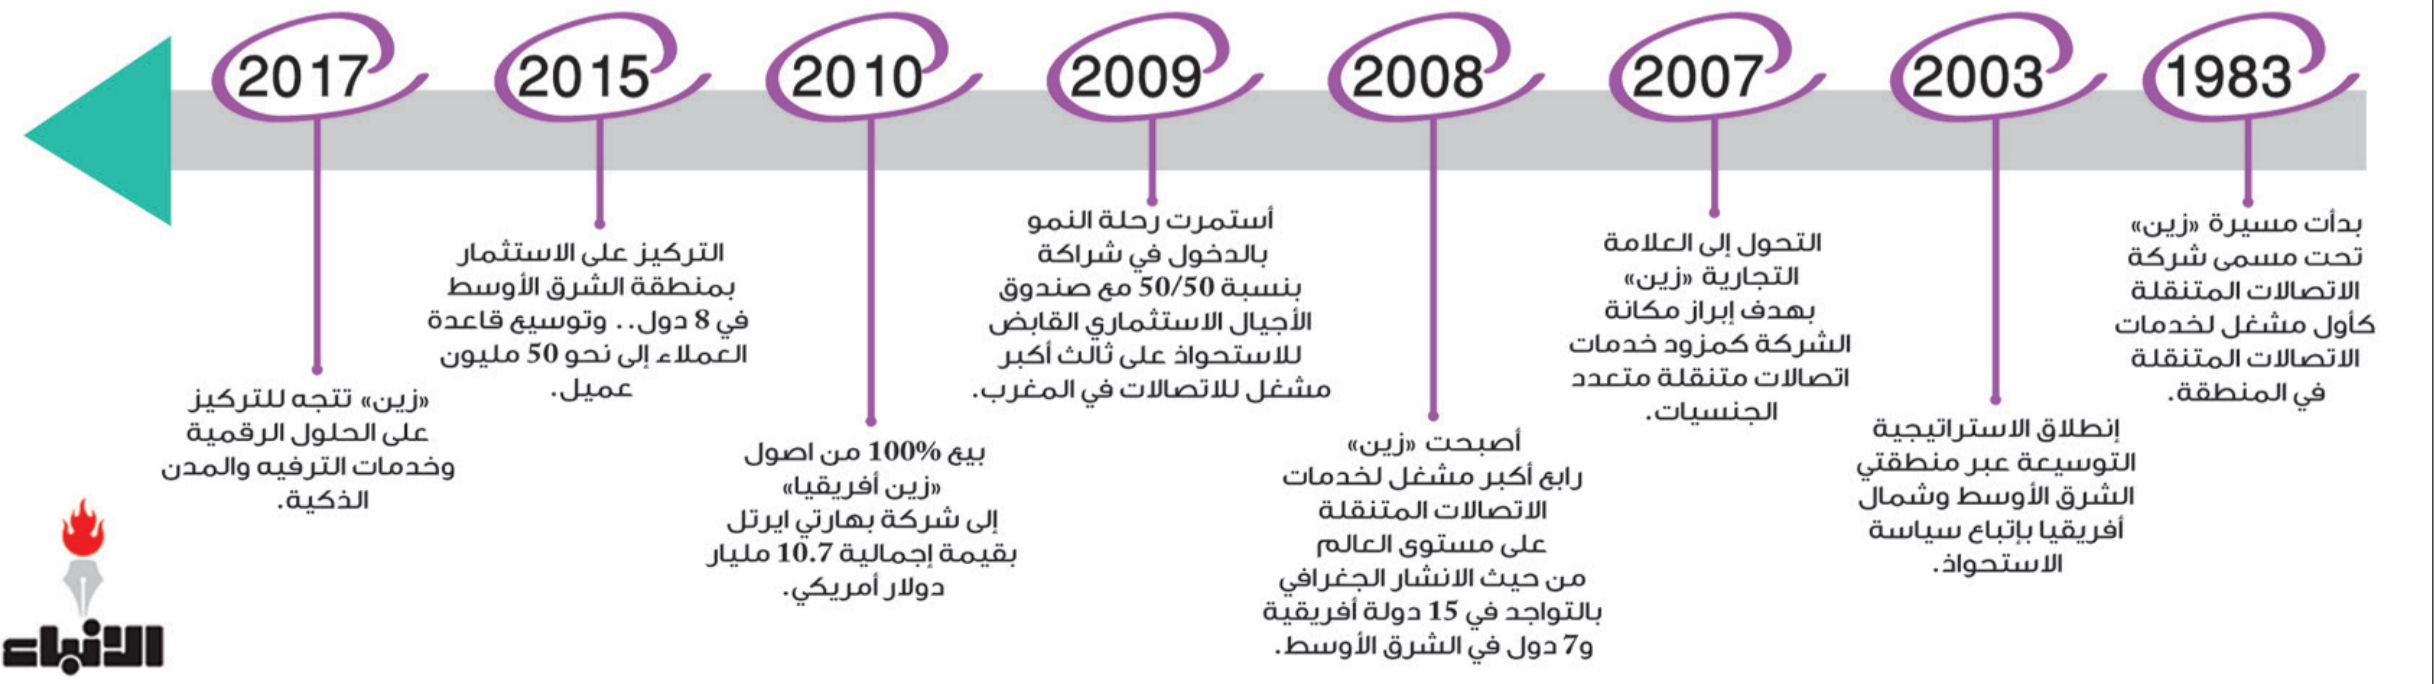 1983
بدأت مسيرة «زين»
تحت مسمى شركة
الاتصالات المتنقلة
كأول مشغل لخدمات
الاتصالات المتنقلة
في المنطقة.
2003
إنطلاق الاستراتيجية
التوسيعة عبر منطقتي
الشرق الأوسط وشمال
أفريقيا بإتباع سياسة
الاستحواذ.
2007
التحول إلى العلامة
التجارية «زين»
بهدف إبراز مكانة
الشركة كمزود خدمات
اتصالات متنقلة متعدد
الجنسيات.
2008
أصبحت «زين»
رابع أكبر مشغل لخدمات
الاتصالات المتنقلة
على مستوى العالم
من حيث الانشار الجغرافي
بالتواجد في 15 دولة أفريقية
و7 دول في الشرق الأوسط.
2009
أستمرت رحلة النمو
بالدخول في شراكة
بنسبة 50/50 مع صندوق
الأجيال الاستثماري القابض
للاستحواذ على ثالث أكبر
مشغل للاتصالات في المغرب.
2010
بيع 100% من اصول
«زين أفريقيا»
إلى شركة بهارتي ايرتل
بقيمة إجمالية 10.7 مليار
دولار أمريكي.
2015
التركيز على الاستثمار
بمنطقة الشرق الأوسط
في 8 دول.. وتوسيع قاعدة
العملاء إلى نحو 50 مليون
عميل.
2017
«زين» تتجه للتركيز
على الحلول الرقمية
وخدمات الترفيه والمدن
الذكية.
الأنباء